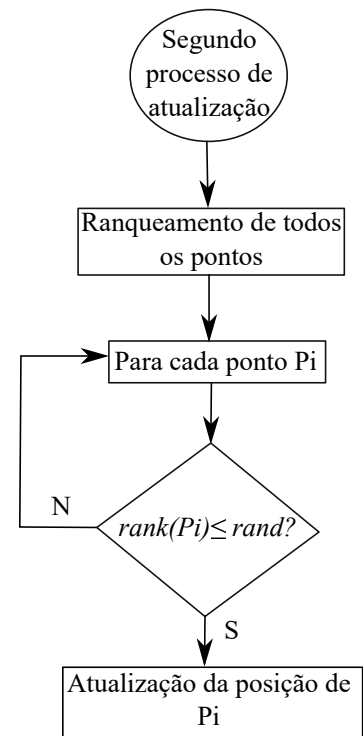 Segundo
processo de
atualização
Ranqueamento de todos
os pontos
Para cada ponto Pi
rank(Pi)≤ rand?
N
S
Atualização da posição de
Pi